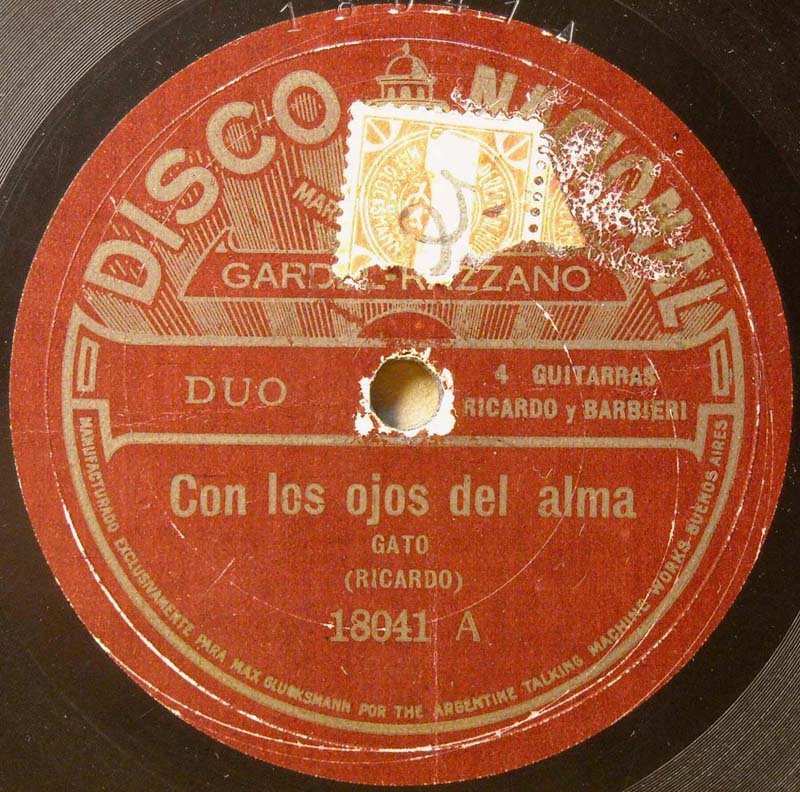 DISCO NACIONAL
GARDEL-RAZZANO
DUO
4 GUITARRAS
RICARDO y BARBIERI
Con los ojos del alma
GATO
(RICARDO)
18041 A
MANUFACTURADO EXCLUSIVAMENTE PARA MAX GLUCKSMANN POR THE ARGENTINE TALKING MACHINE WORKS BUENOS AIRES